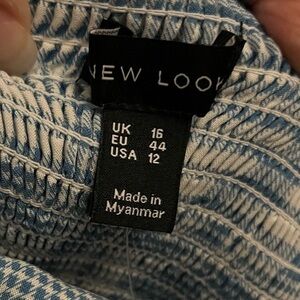 NEW LOOK
UK 16
EU 44
USA 12
Made in
Myanmar